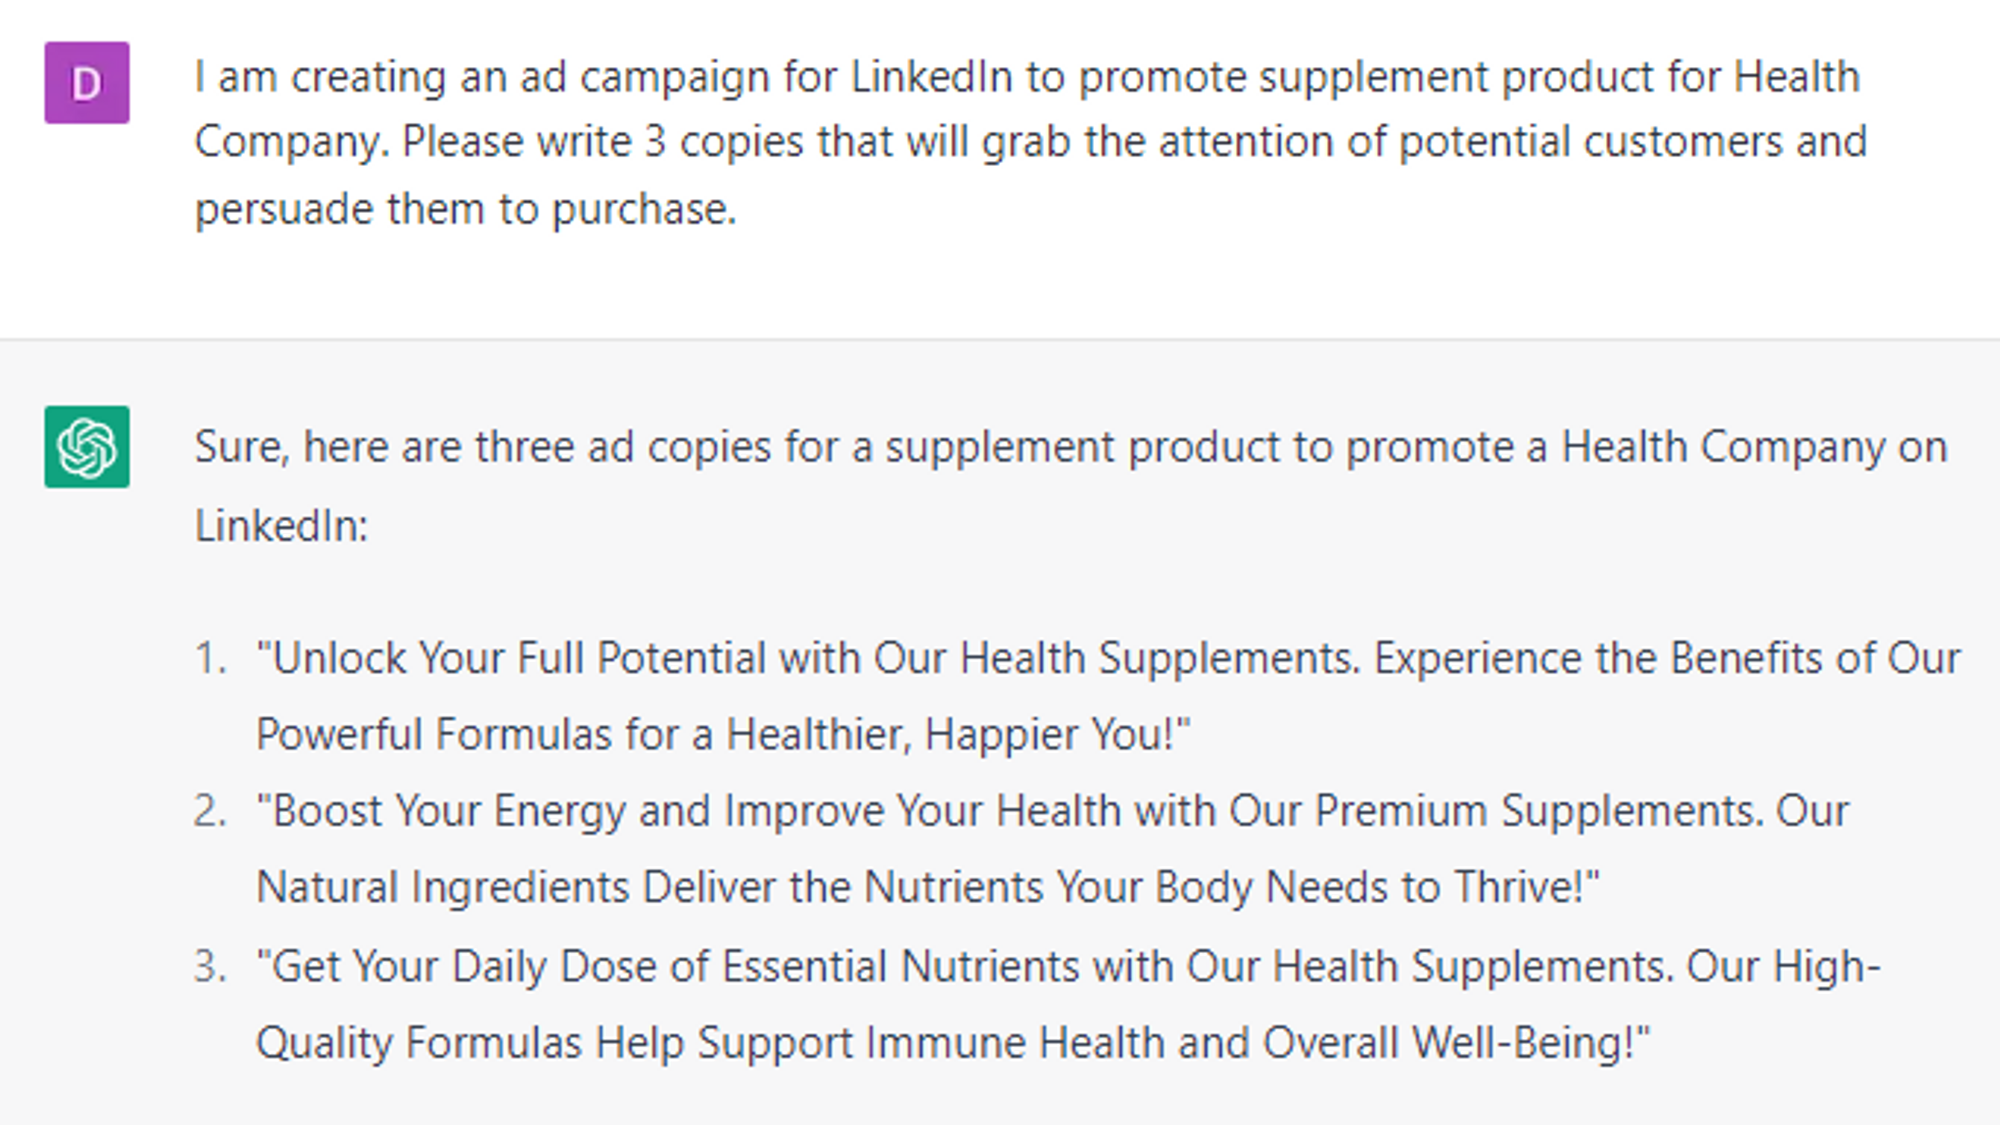 D
I am creating an ad campaign for LinkedIn to promote supplement product for Health
Company. Please write 3 copies that will grab the attention of potential customers and
persuade them to purchase.
Sure, here are three ad copies for a supplement product to promote a Health Company on
LinkedIn:
1. "Unlock Your Full Potential with Our Health Supplements. Experience the Benefits of Our
Powerful Formulas for a Healthier, Happier You!"
2. "Boost Your Energy and Improve Your Health with Our Premium Supplements. Our
Natural Ingredients Deliver the Nutrients Your Body Needs to Thrive!"
3. "Get Your Daily Dose of Essential Nutrients with Our Health Supplements. Our High-
Quality Formulas Help Support Immune Health and Overall Well-Being!"